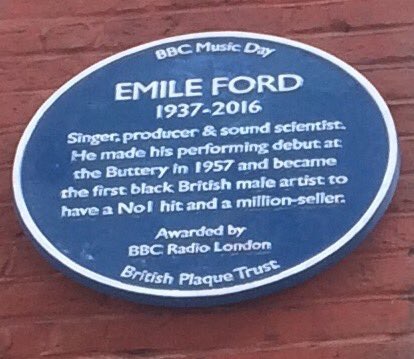 BBC Music Day
EMILE FORD
1937-2016
Singer, producer & sound scientist.
He made his performing debut at
the Buttery in 1957 and became
the first black British male artist to
have a No1 hit and a million-seller.
Awarded by
BBC Radio London
British Plaque Trust